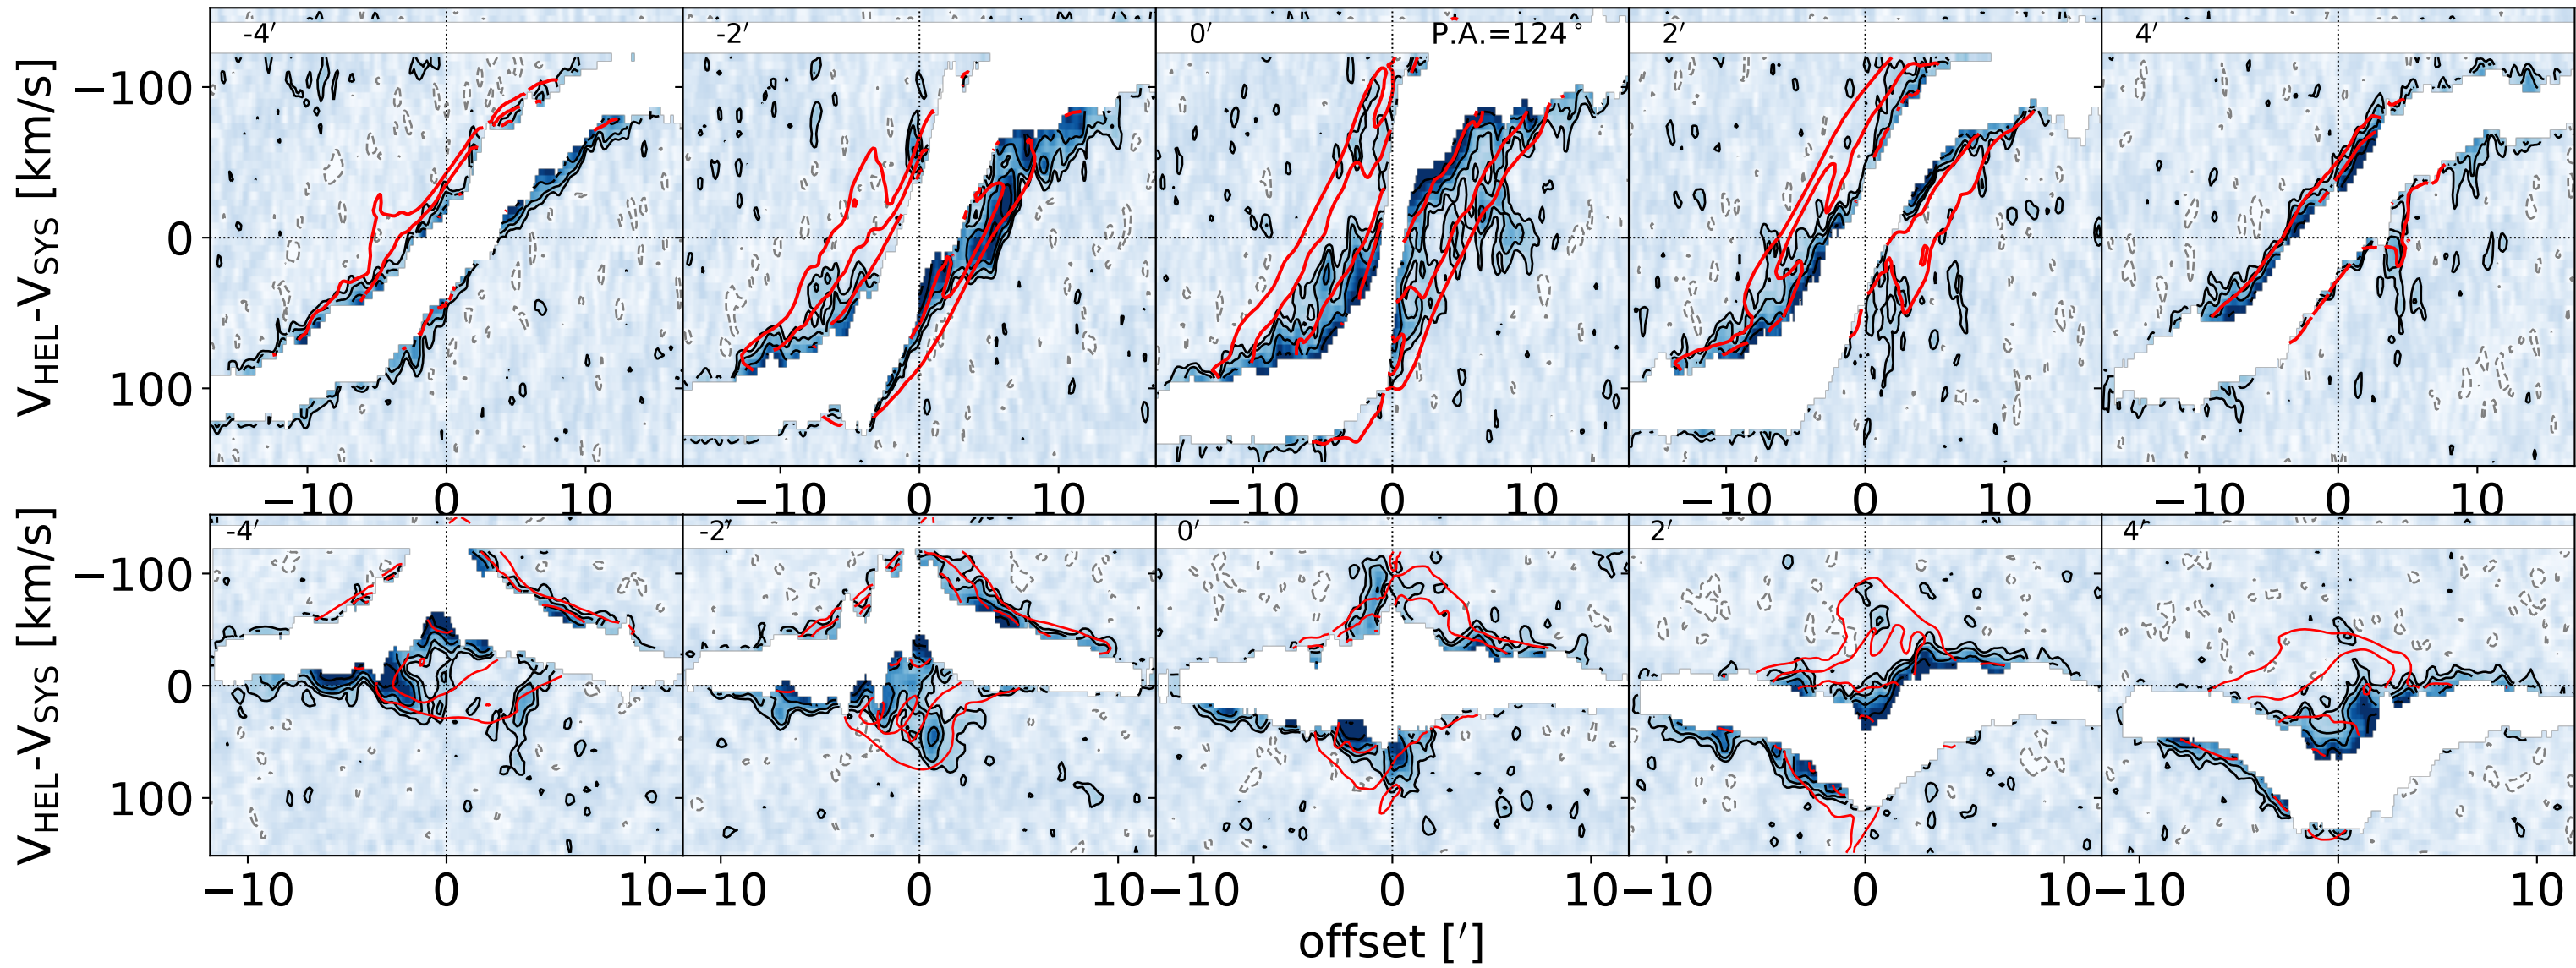 -4′ -2′ 0′ P.A.=124° 2′ 4′
V_HEL-V_SYS [km/s]
−100
0
100
−10 0 10 −10 0 10 −10 0 10 −10 0 10 −10 0 10
-4′ -2′ 0′ 2′ 4′
V_HEL-V_SYS [km/s]
−100
0
100
−10 0 10 −10 0 10 −10 0 10 −10 0 10 −10 0 10
offset [′]